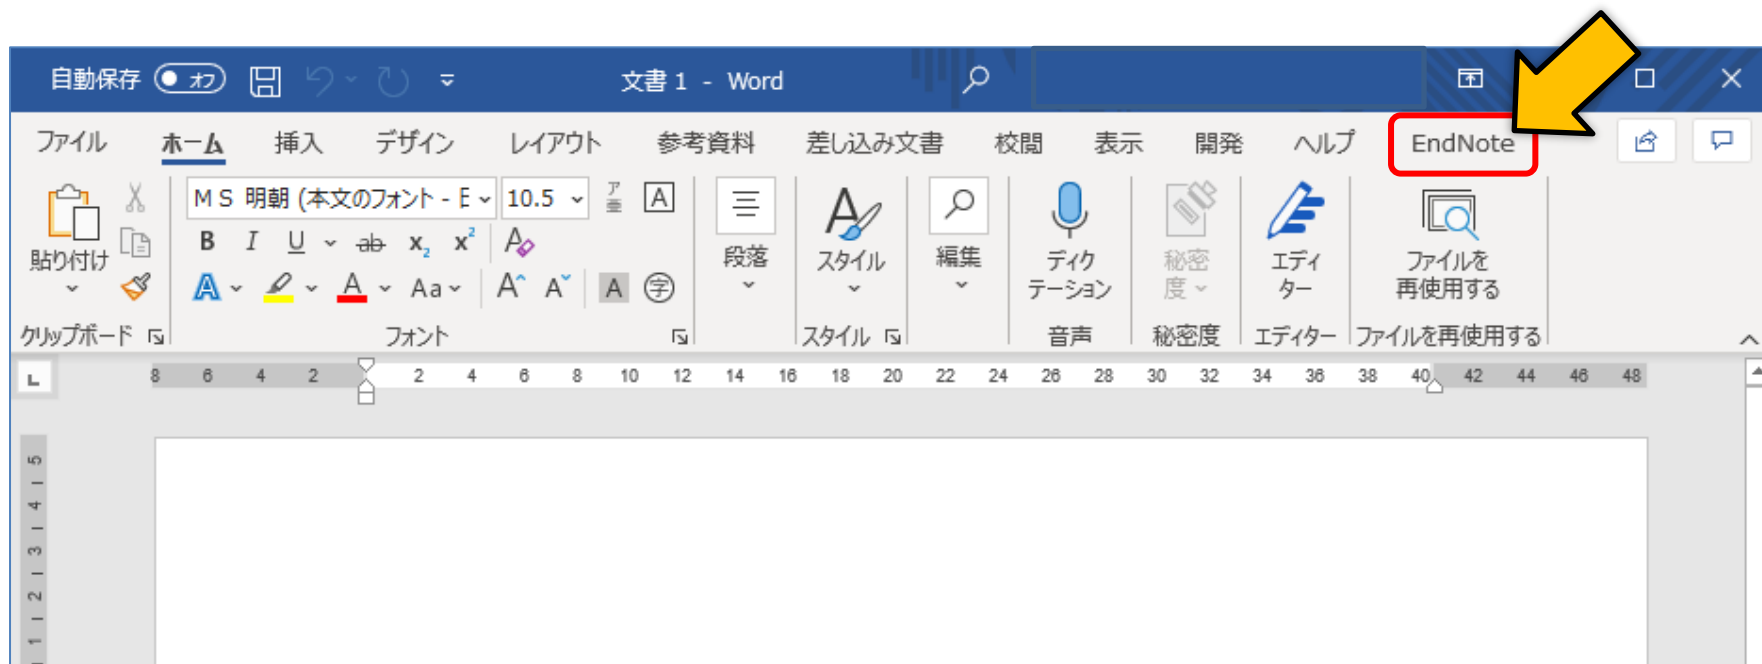 自動保存 オフ 文書 1 - Word
ファイル ホーム 挿入 デザイン レイアウト 参考資料 差し込み文書 校閲 表示 開発 ヘルプ EndNote
ＭＳ 明朝 (本文のフォント - E 10.5 ア亜 A
B I U ab x₂ x² A
A A Aa A A A 字
貼り付け
段落
スタイル
編集
ディク
テーション
秘密
度
エディ
ター
ファイルを
再使用する
クリップボード フォント スタイル 音声 秘密度 エディター ファイルを再使用する
L 8 6 4 2 2 4 6 8 10 12 14 16 18 20 22 24 26 28 30 32 34 36 38 40 42 44 46 48
5
4
3
2
1